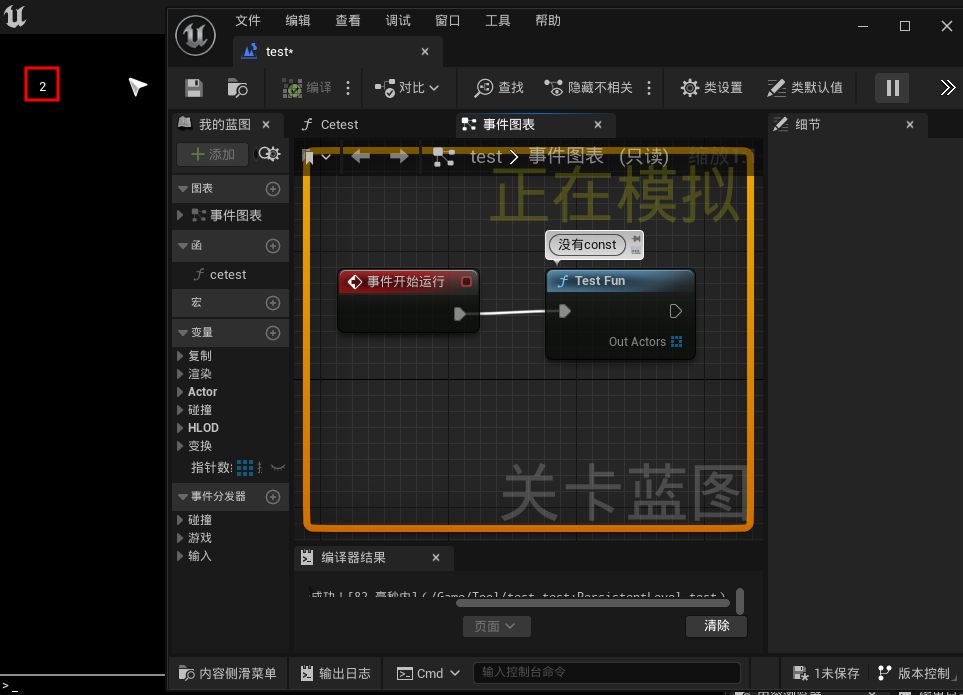 文件 编辑 查看 调试 窗口 工具 帮助
test*
2
编译 对比 查找 隐藏不相关 类设置 类默认值
我的蓝图 Cetest 事件图表 细节
添加
test > 事件图表 (只读) 缩放1:
正在模拟
图表
事件图表
函
cetest
宏
变量
复制
渲染
Actor
碰撞
HLOD
变换
指针数:
事件分发器
碰撞
游戏
输入
没有const
事件开始运行
Test Fun
Out Actors
关卡蓝图
编译器结果
成功！[82 毫秒内] (/Game/Tool/test.test:PersistentLevel.test)
页面 清除
内容侧滑菜单 输出日志 Cmd 输入控制台命令 1未保存 版本控制
>_